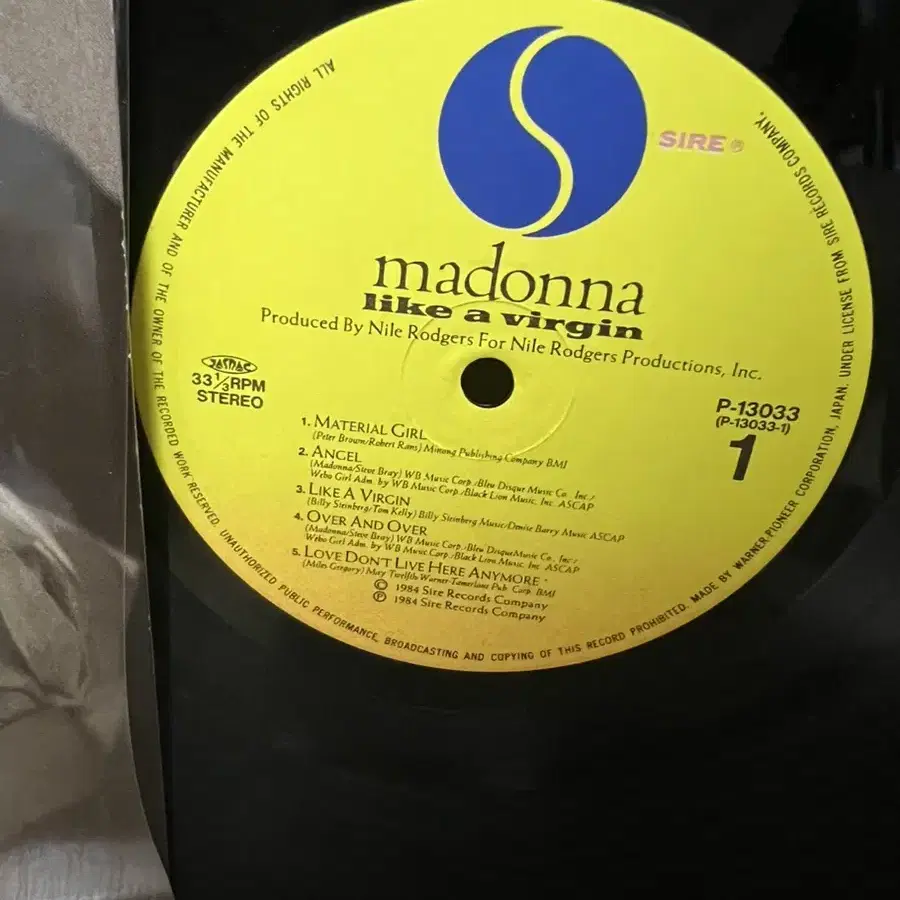 SIRE ®
madonna
like a virgin
Produced By Nile Rodgers For Nile Rodgers Productions, Inc.
JASRAC
33 1/3 RPM
STEREO
P-13033
(P-13033-1)
1
1. MATERIAL GIRL
(Peter Brown/Robert Rans) Minong Publishing Company BMI
2. ANGEL
(Madonna/Steve Bray) WB Music Corp./Bleu Disque Music Co. Inc./
Webo Girl Adm. by WB Music Corp./Black Lion Music, Inc. ASCAP
3. LIKE A VIRGIN
(Billy Steinberg/Tom Kelly) Billy Steinberg Music/Denise Barry Music ASCAP
4. OVER AND OVER
(Madonna/Steve Bray) WB Music Corp./Bleu DisqueMusic Co., Inc./
Webo Girl Adm. by WB Music Corp./Black Lion Music, Inc. ASCAP
5. LOVE DON'T LIVE HERE ANYMORE
(Miles Gregory) May Twelfth/Warner-Tamerlane Pub. Corp. BMI
© 1984 Sire Records Company
℗ 1984 Sire Records Company
ALL RIGHTS OF THE MANUFACTURER AND OF THE OWNER OF THE RECORDED WORK RESERVED. UNAUTHORIZED PUBLIC PERFORMANCE, BROADCASTING AND COPYING OF THIS RECORD PROHIBITED. MADE BY WARNER-PIONEER CORPORATION, JAPAN. UNDER LICENSE FROM SIRE RECORDS COMPANY.